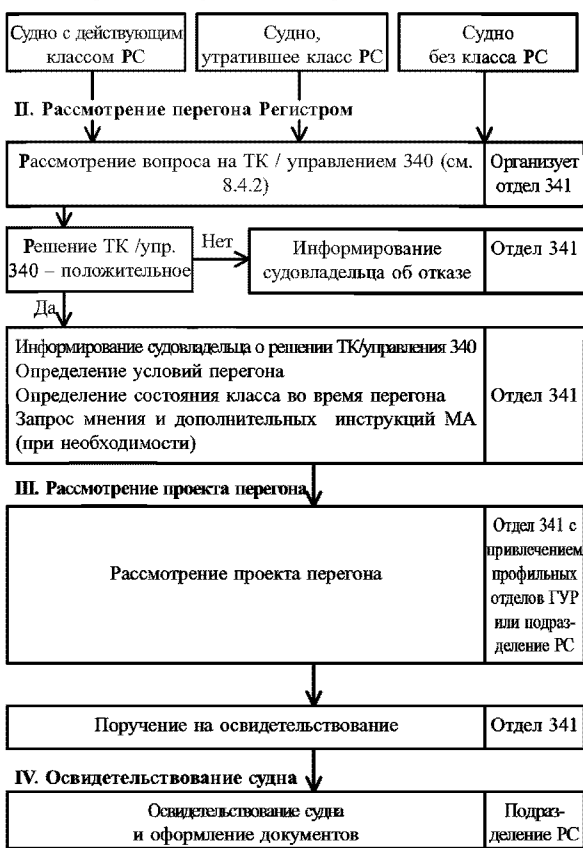 Судно с действующим
классом РС
Судно,
утратившее класс РС
Судно
без класса РС
II. Рассмотрение перегона Регистром
Рассмотрение вопроса на ТК / управлением 340 (см.
8.4.2)
Организует
отдел 341
Решение ТК /упр.
340 – положительное
Нет
Информирование
судовладельца об отказе
Отдел 341
Да
Информирование судовладельца о решении ТК/управления 340
Определение условий перегона
Определение состояния класса во время перегона
Запрос мнения и дополнительных инструкций МА
(при необходимости)
Отдел 341
III. Рассмотрение проекта перегона
Рассмотрение проекта перегона
Отдел 341 с
привлечением
профильных
отделов ГУР
или подраз-
деление РС
Поручение на освидетельствование
Отдел 341
IV. Освидетельствование судна
Освидетельствование судна
и оформление документов
Подраз-
деление РС